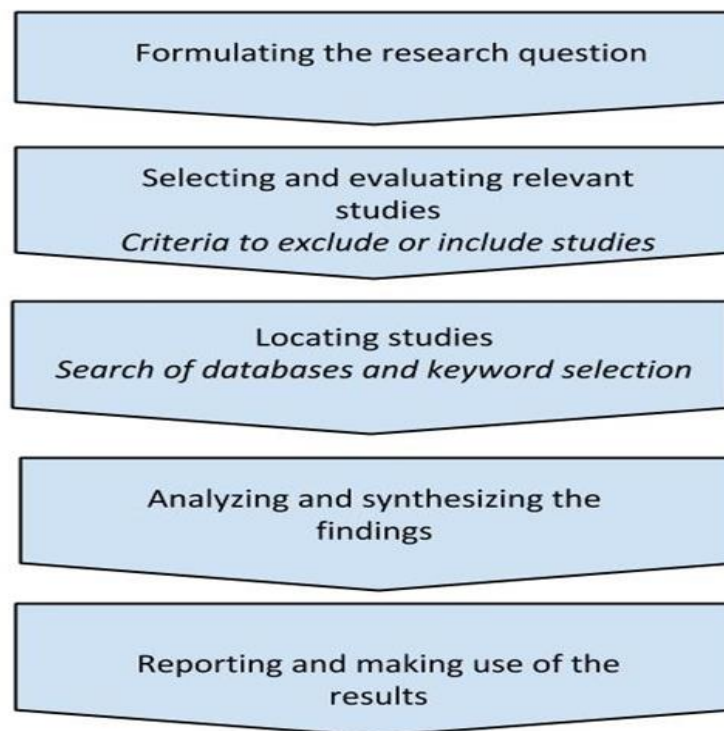 Formulating the research question
Selecting and evaluating relevant
studies
Criteria to exclude or include studies
Locating studies
Search of databases and keyword selection
Analyzing and synthesizing the
findings
Reporting and making use of the
results